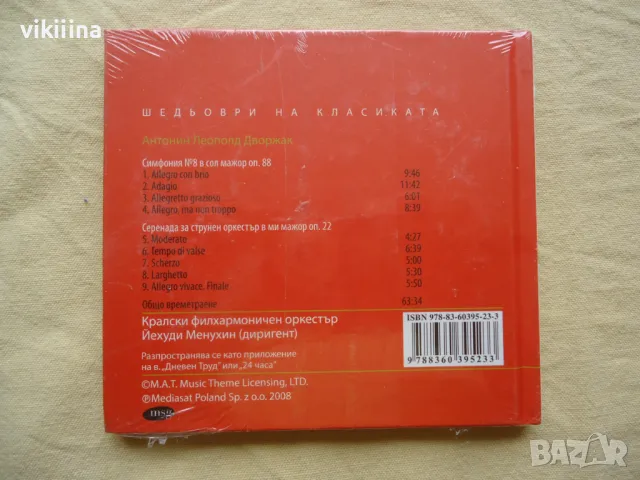 vikiiina
ШЕДЬОВРИ НА КЛАСИКАТА
Антонин Леополд Дворжак
Симфония №8 в сол мажор оп. 88
1. Allegro con brio 9:46
2. Adagio 11:42
3. Allegretto grazioso 6:01
4. Allegro, ma non troppo 8:39
Серенада за струнен оркестър в ми мажор оп. 22
5. Moderato 4:27
6. Tempo di valse 6:39
7. Scherzo 5:00
8. Larghetto 5:30
9. Allegro vivace. Finale 5:50
Общо времетраене 63:34
Кралски филхармоничен оркестър
Йехуди Менухин (диригент)
ISBN 978-83-60395-23-3
9 788360 395233
Разпространява се като приложение
на в. „Дневен Труд" или „24 часа"
©M.A.T. Music Theme Licensing, LTD.
℗Mediasat Poland Sp. z o.o. 2008
msg
BAZAR
bg